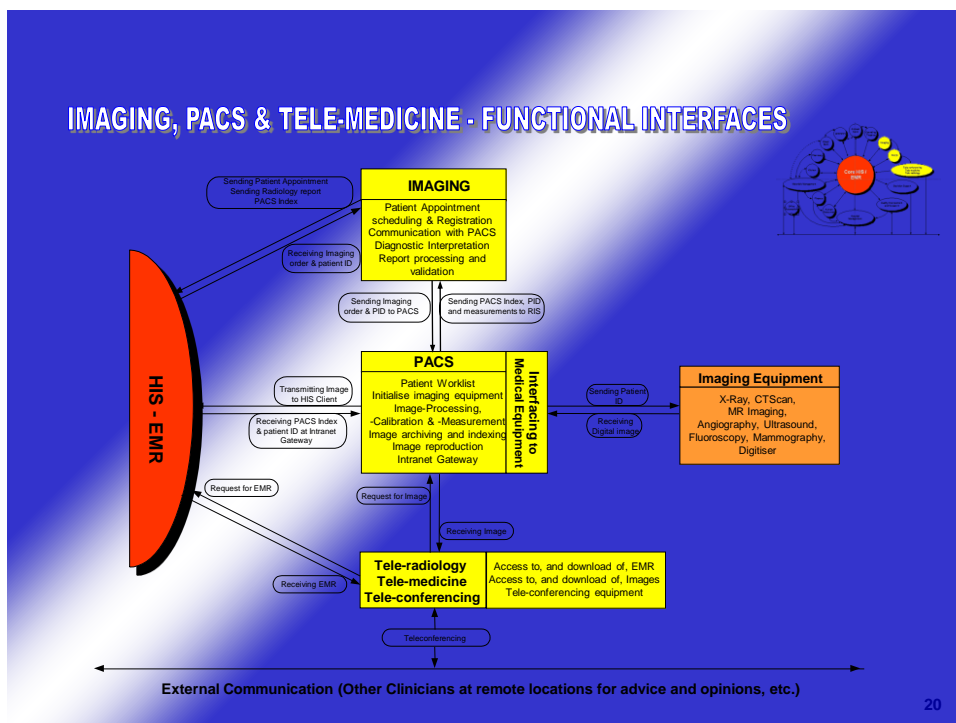 IMAGING, PACS & TELE-MEDICINE - FUNCTIONAL INTERFACES
Core HIS /
EMR
Sending Patient Appointment
Sending Radiology report
PACS Index
IMAGING
Patient Appointment
scheduling & Registration
Communication with PACS
Diagnostic Interpretation
Report processing and
validation
Receiving Imaging
order & patient ID
Sending Imaging
order & PID to PACS
Sending PACS Index, PID
and measurements to RIS
HIS - EMR
PACS
Patient Worklist
Initialise imaging equipment
Image-Processing,
-Calibration & -Measurement
Image archiving and indexing
Image reproduction
Intranet Gateway
Interfacing to
Medical Equipment
Transmitting Image
to HIS Client
Receiving PACS Index
& patient ID at Intranet
Gateway
Sending Patient
ID
Receiving
Digital image
Imaging Equipment
X-Ray, CTScan,
MR Imaging,
Angiography, Ultrasound,
Fluoroscopy, Mammography,
Digitiser
Request for EMR
Request for Image
Receiving Image
Receiving EMR
Tele-radiology
Tele-medicine
Tele-conferencing
Access to, and download of, EMR
Access to, and download of, Images
Tele-conferencing equipment
Teleconferencing
External Communication (Other Clinicians at remote locations for advice and opinions, etc.)
20